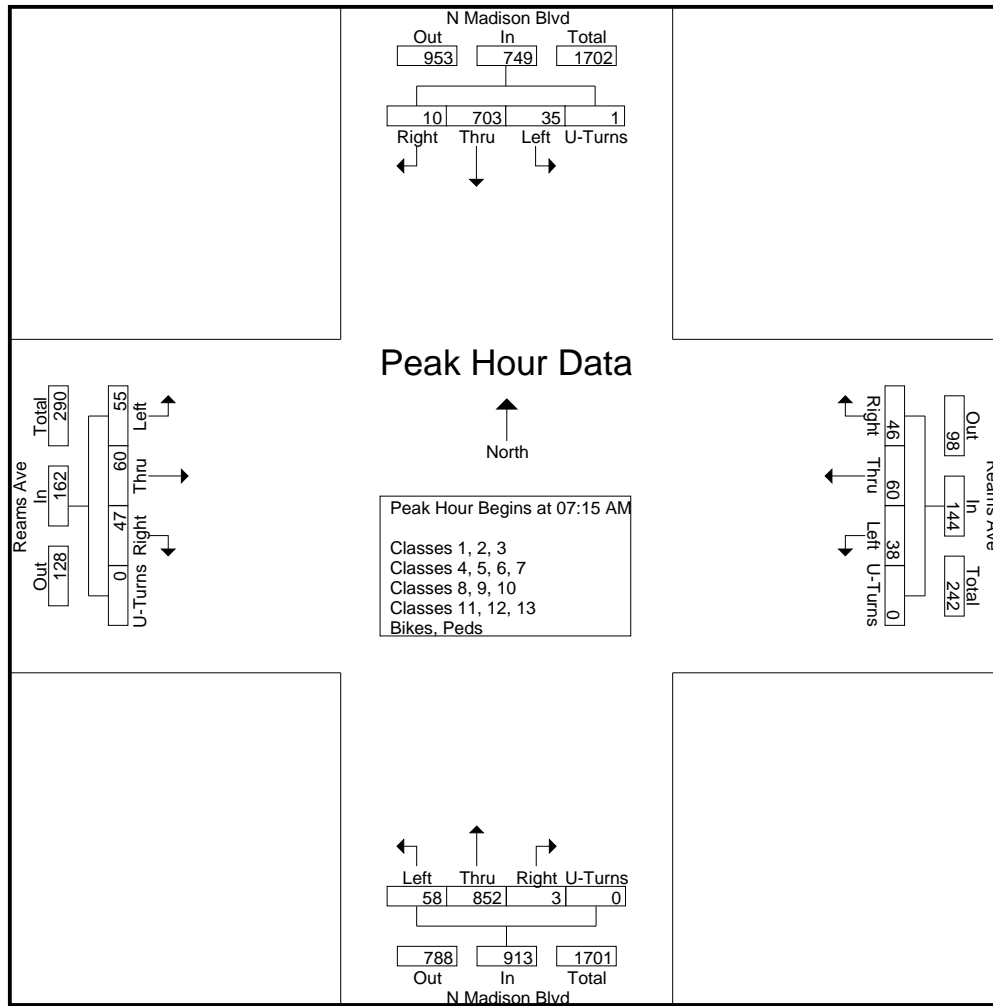 N Madison Blvd
Out In Total
953 749 1702
10 703 35 1
Right Thru Left U-Turns
Peak Hour Data
North
Peak Hour Begins at 07:15 AM
Classes 1, 2, 3
Classes 4, 5, 6, 7
Classes 8, 9, 10
Classes 11, 12, 13
Bikes, Peds
Reams Ave
Out In Total
128 162 290
0 47 60 55
U-Turns Right Thru Left
Reams Ave
Out In Total
98 144 242
46 60 38 0
Right Thru Left U-Turns
Left Thru Right U-Turns
58 852 3 0
788 913 1701
Out In Total
N Madison Blvd